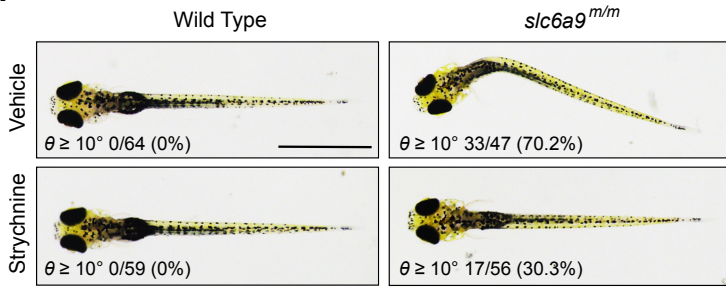 Wild Type
slc6a9 m/m
Vehicle
θ ≥ 10° 0/64 (0%)
θ ≥ 10° 33/47 (70.2%)
Strychnine
θ ≥ 10° 0/59 (0%)
θ ≥ 10° 17/56 (30.3%)